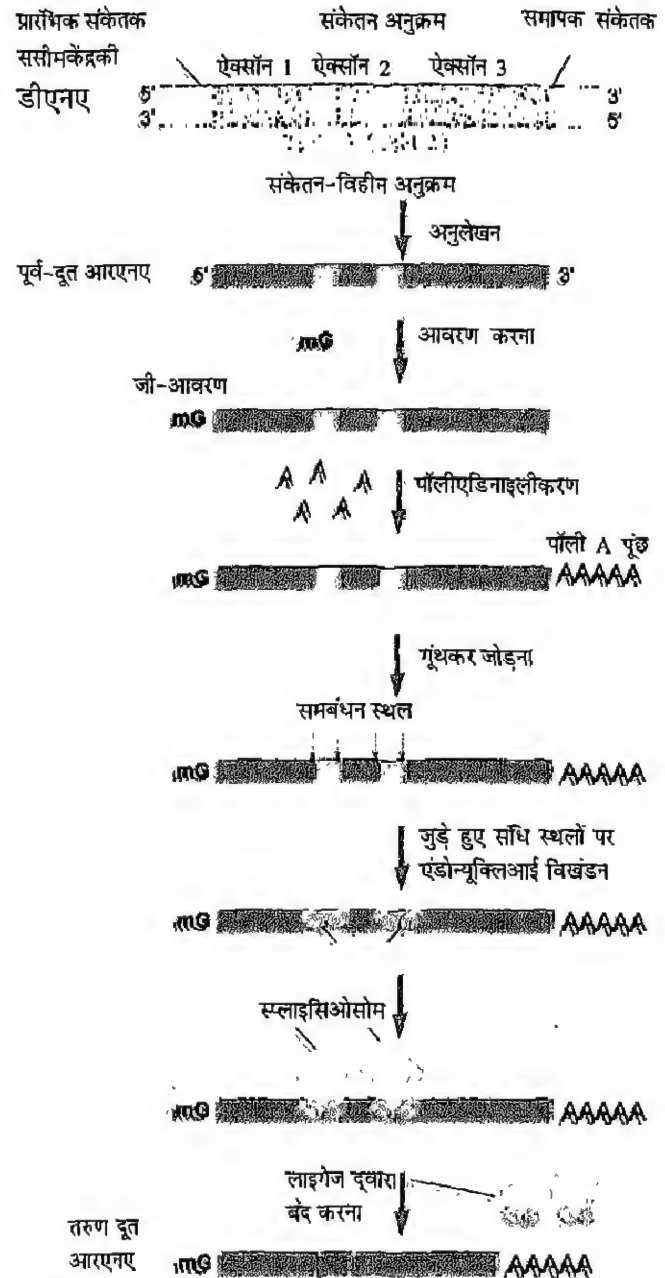 प्रारंभिक संकेतक संकेतन अनुक्रम समापक संकेतक
ससीमकेंद्रकी ऐक्सॉन 1 ऐक्सॉन 2 ऐक्सॉन 3
डीएनए 5' 3'
3' 5'
संकेतन-विहीन अनुक्रम
अनुलेखन
पूर्व-दूत आरएनए 5' 3'
mG आवरण करना
जी-आवरण
mG
A A A पॉलीएडिनाइलीकरण
A A
पॉली A पूंछ
mG AAAAA
गूंथकर जोड़ना
समबंधन स्थल
mG AAAAA
जुड़े हुए संधि स्थलों पर
एंडोन्यूक्लिआई विखंडन
mG AAAAA
स्प्लाइसिओसोम
mG AAAAA
लाइगेज द्वारा
बंद करना
तरुण दूत
आरएनए mG AAAAA